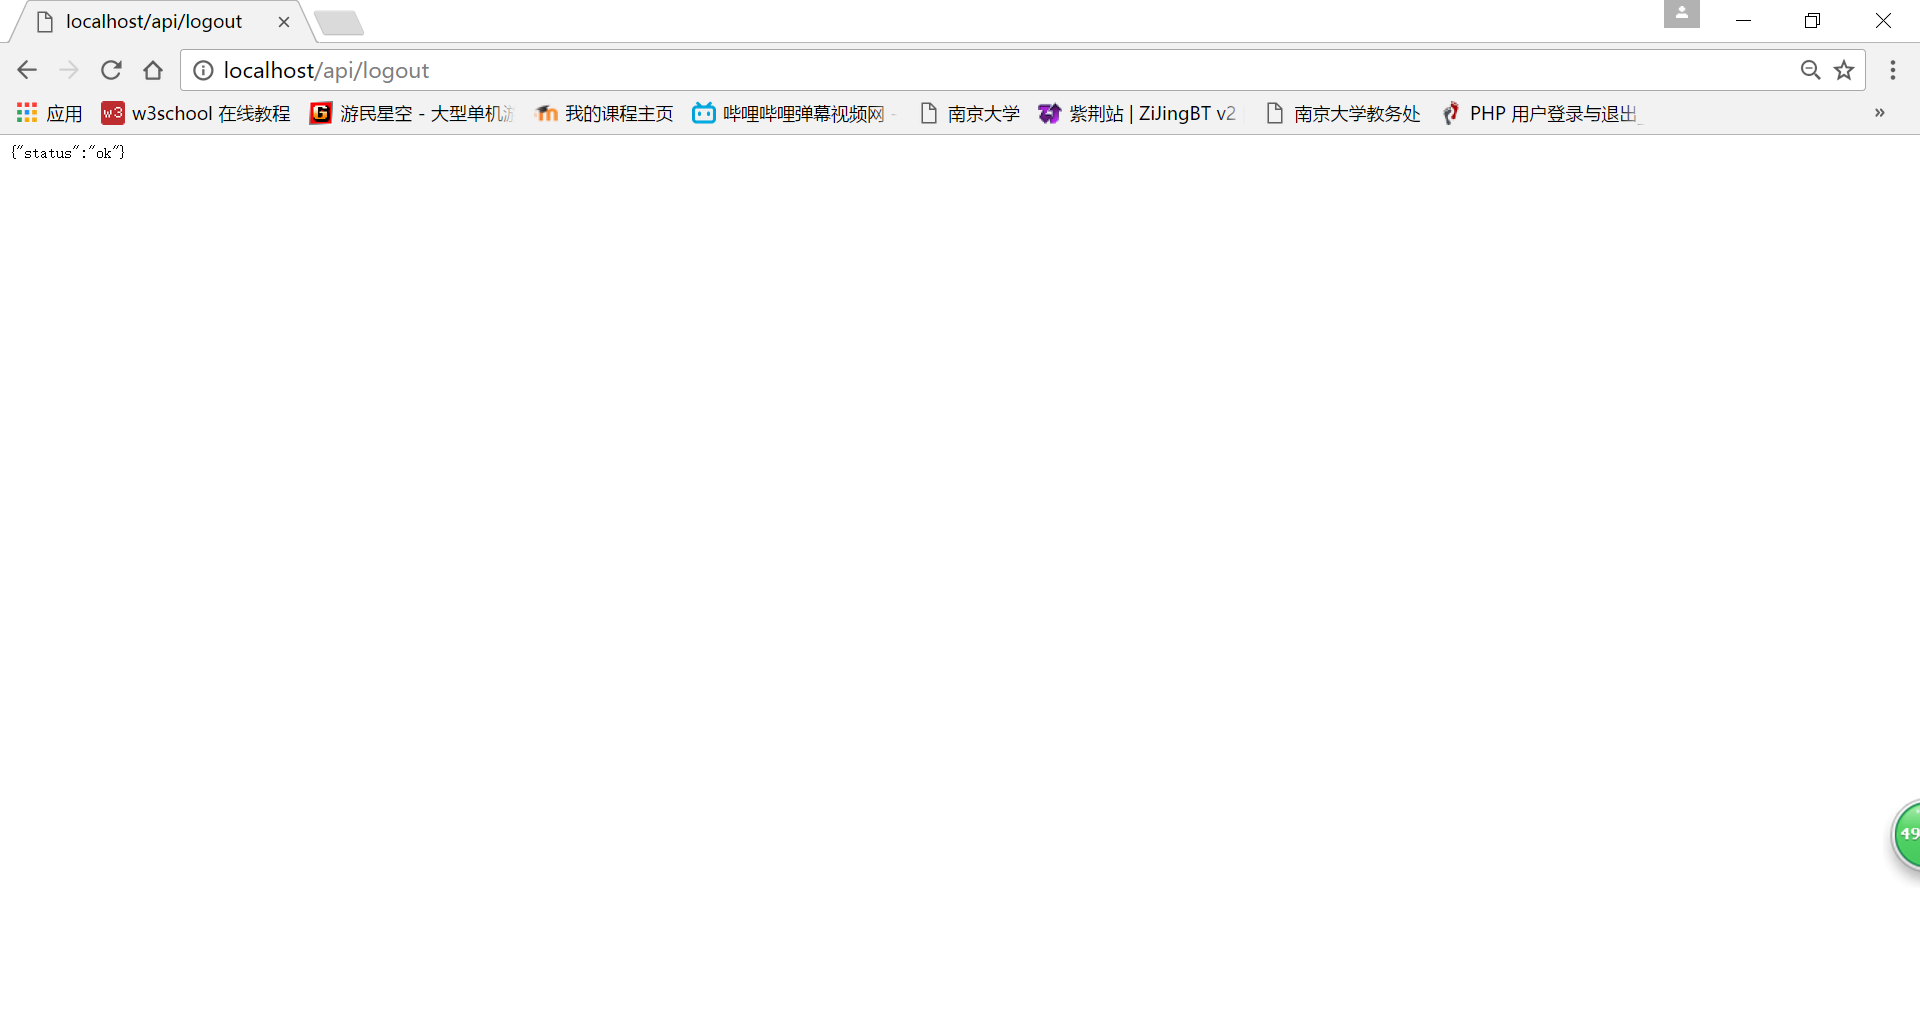 localhost/api/logout
localhost/api/logout
应用 w3school 在线教程 游民星空 - 大型单机 我的课程主页 哔哩哔哩弹幕视频网 - 南京大学 紫荆站 | ZiJingBT v2 南京大学教务处 PHP 用户登录与退出
{"status":"ok"}
49